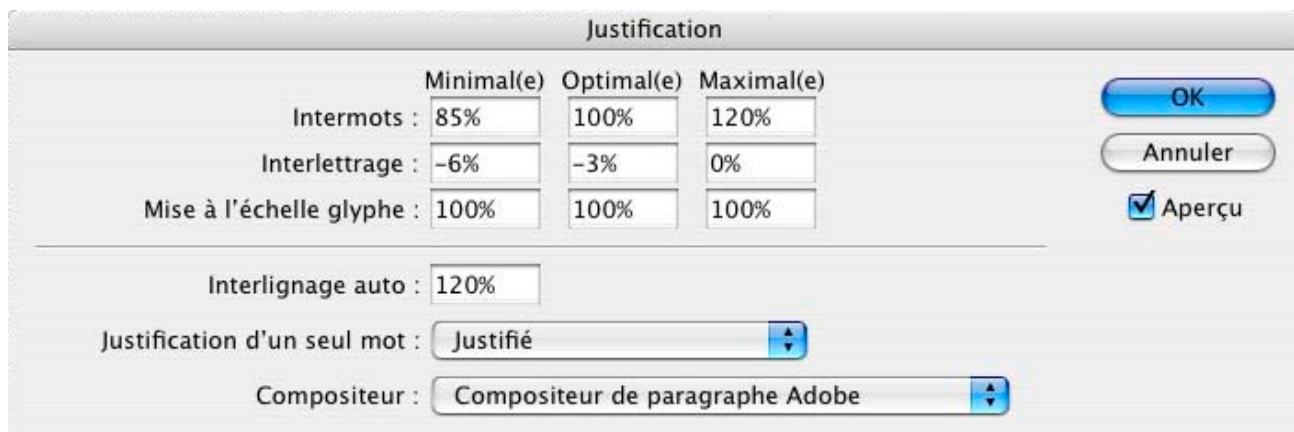 Justification
Minimal(e) Optimal(e) Maximal(e)
Intermots : 85% 100% 120%
Interlettrage : -6% -3% 0%
Mise à l'échelle glyphe : 100% 100% 100%
Interlignage auto : 120%
Justification d'un seul mot : Justifié
Compositeur : Compositeur de paragraphe Adobe
OK
Annuler
Aperçu